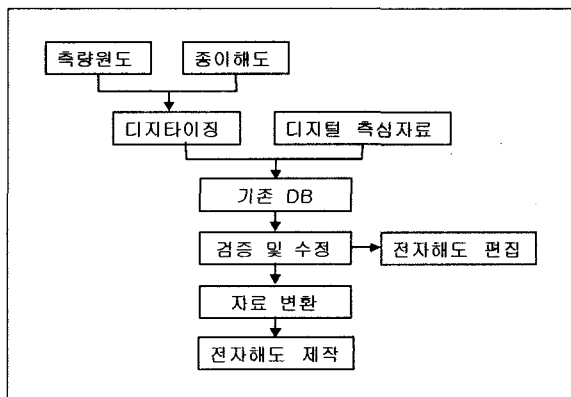 측량원도 종이해도
디지타이징 디지털 측심자료
기존 DB
검증 및 수정 전자해도 편집
자료 변환
전자해도 제작